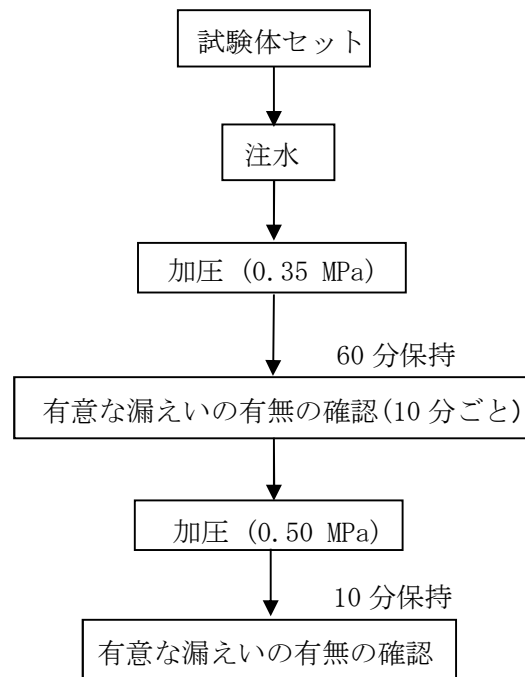 試験体セット
注水
加圧 (0.35 MPa)
60 分保持
有意な漏えいの有無の確認(10 分ごと)
加圧 (0.50 MPa)
10 分保持
有意な漏えいの有無の確認